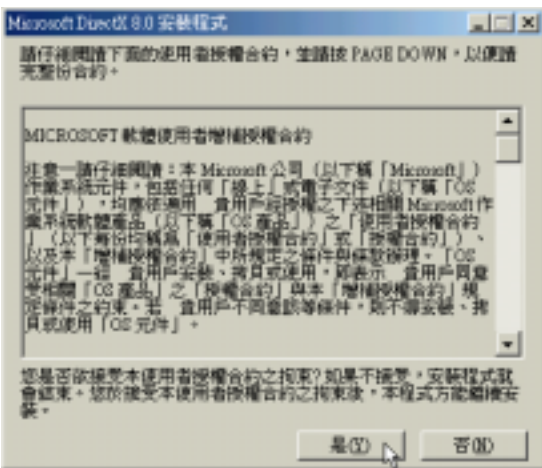 Microsoft DirectX 8.0 安裝程式
請仔細閱讀下面的使用者授權合約,並請按 PAGE DOWN,以便讀
完整份合約。
MICROSOFT 軟體使用者增補授權合約
注意—請仔細閱讀:本 Microsoft 公司(以下稱「Microsoft」)
作業系統元件,包括任何「線上」或電子文件(以下稱「OS
元件」),均應依適用 貴用戶經授權之下述相關 Microsoft 作
業系統軟體產品(以下稱「OS 產品」)之「使用者授權合約
」(以下每份均稱為「使用者授權合約」或「授權合約」)、
以及本「增補授權合約」中所規定之條件與條款辦理。「OS
元件」一經 貴用戶安裝、拷貝或使用,即表示 貴用戶同意
受相關「OS 產品」之「授權合約」與本「增補授權合約」規
定條件之約束。若 貴用戶不同意該等條件,則不得安裝、拷
貝或使用「OS 元件」。
您是否欲接受本使用者授權合約之拘束? 如果不接受,安裝程式就
會結束。您於接受本使用者授權合約之拘束後,本程式方能繼續安
裝。
是(Y)
否(N)